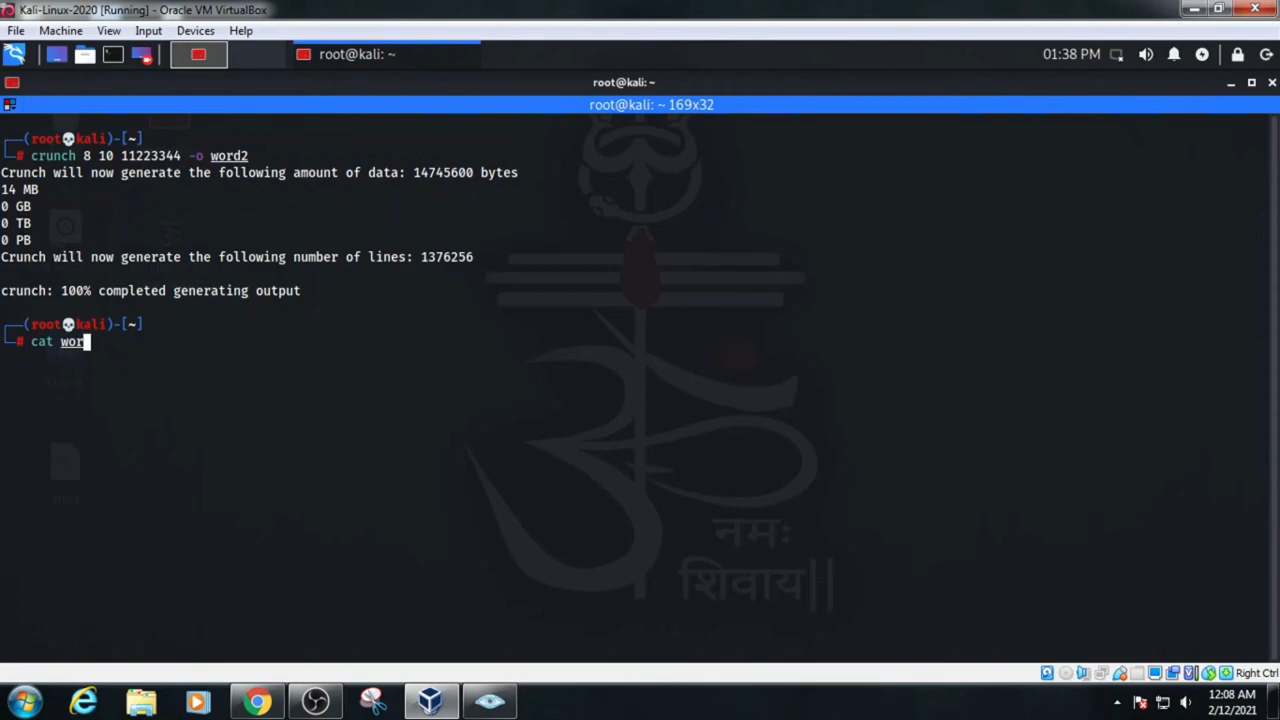 Kali-Linux-2020 [Running] - Oracle VM VirtualBox
File Machine View Input Devices Help
root@kali: ~ 01:38 PM
root@kali: ~
root@kali: ~ 169x32
(root💀kali)-[~]
# crunch 8 10 11223344 -o word2
Crunch will now generate the following amount of data: 14745600 bytes
14 MB
0 GB
0 TB
0 PB
Crunch will now generate the following number of lines: 1376256
crunch: 100% completed generating output
(root💀kali)-[~]
# cat wor
नमः
शिवाय||
Right Ctrl
12:08 AM
2/12/2021